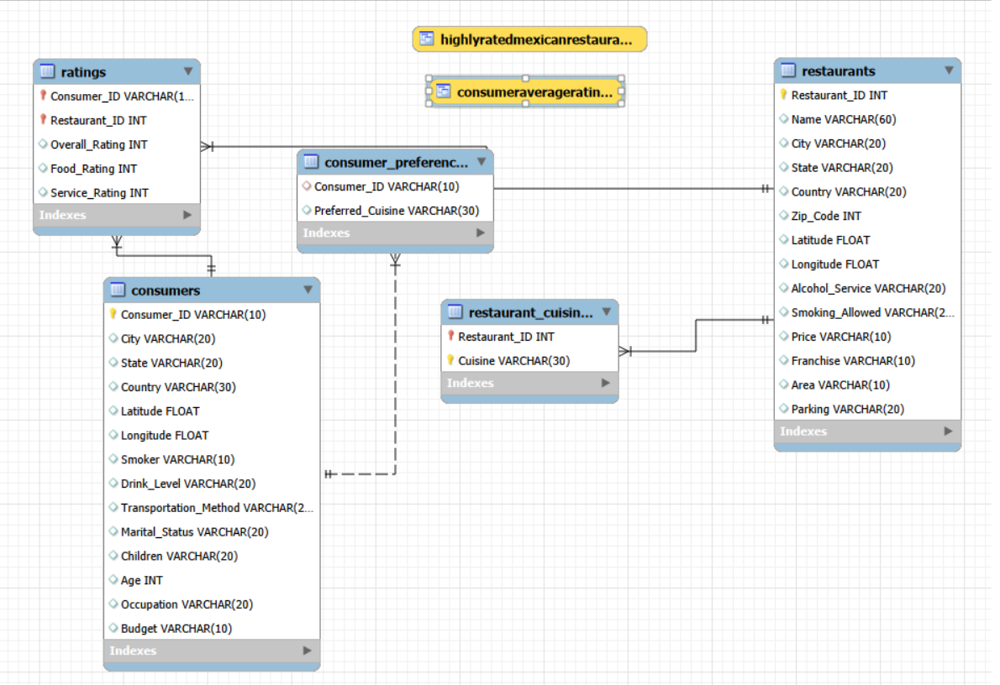 highlyratedmexicanrestaura...
consumeraverageratin...
ratings
Consumer_ID VARCHAR(1...
Restaurant_ID INT
Overall_Rating INT
Food_Rating INT
Service_Rating INT
Indexes
consumer_preferenc...
Consumer_ID VARCHAR(10)
Preferred_Cuisine VARCHAR(30)
Indexes
restaurants
Restaurant_ID INT
Name VARCHAR(60)
City VARCHAR(20)
State VARCHAR(20)
Country VARCHAR(20)
Zip_Code INT
Latitude FLOAT
Longitude FLOAT
Alcohol_Service VARCHAR(20)
Smoking_Allowed VARCHAR(2...
Price VARCHAR(10)
Franchise VARCHAR(10)
Area VARCHAR(10)
Parking VARCHAR(20)
Indexes
consumers
Consumer_ID VARCHAR(10)
City VARCHAR(20)
State VARCHAR(20)
Country VARCHAR(30)
Latitude FLOAT
Longitude FLOAT
Smoker VARCHAR(10)
Drink_Level VARCHAR(20)
Transportation_Method VARCHAR(2...
Marital_Status VARCHAR(20)
Children VARCHAR(20)
Age INT
Occupation VARCHAR(20)
Budget VARCHAR(10)
Indexes
restaurant_cuisin...
Restaurant_ID INT
Cuisine VARCHAR(30)
Indexes